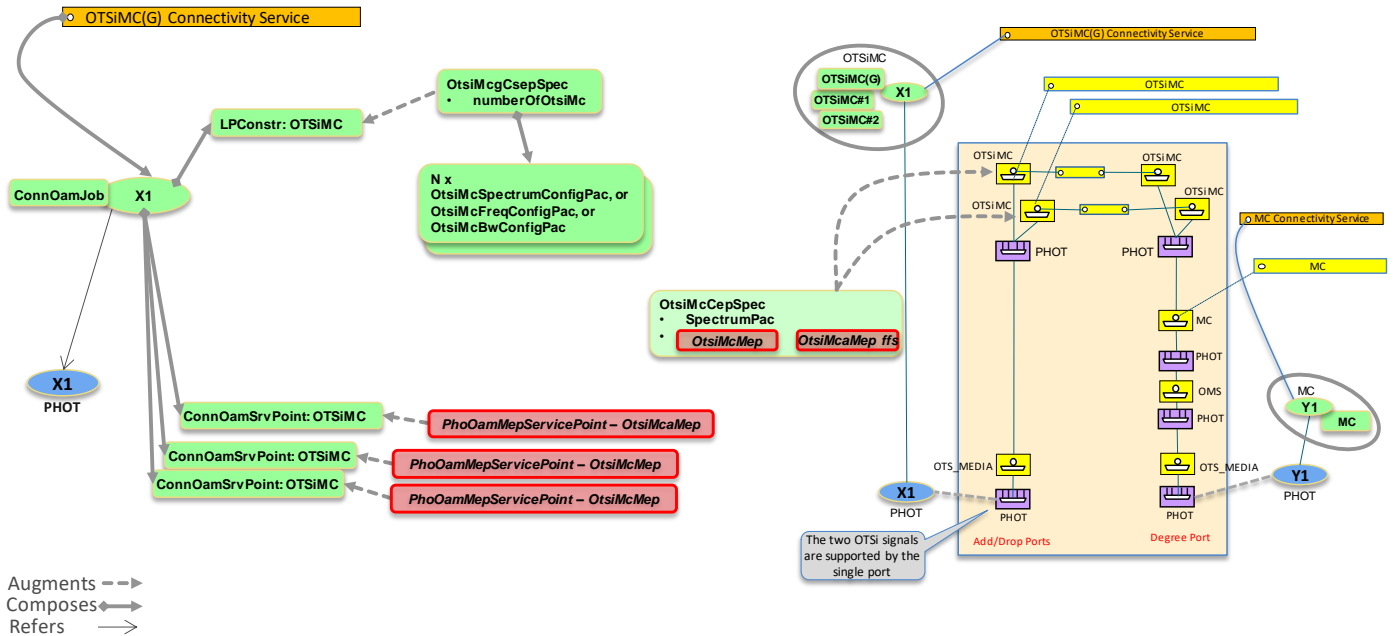 OTSiMC(G) Connectivity Service
OtsiMcgCsepSpec
• numberOfOtsiMc
LPConstr: OTSiMC
N x
OtsiMcSpectrumConfigPac, or
OtsiMcFreqConfigPac, or
OtsiMcBwConfigPac
ConnOamJob
X1
X1
PHOT
ConnOamSrvPoint: OTSiMC
PhoOamMepServicePoint – OtsiMcaMep
ConnOamSrvPoint: OTSiMC
PhoOamMepServicePoint – OtsiMcMep
ConnOamSrvPoint: OTSiMC
PhoOamMepServicePoint – OtsiMcMep
Augments
Composes
Refers
OTSiMC(G) Connectivity Service
OTSiMC
OTSiMC(G)
X1
OTSiMC#1
OTSiMC#2
OTSiMC
OTSiMC
OTSiMC
OTSiMC
OTSiMC
OTSiMC
PHOT
PHOT
MC Connectivity Service
MC
OtsiMcCepSpec
• SpectrumPac
• OtsiMcMep
OtsiMcaMep ffs
MC
PHOT
OMS
PHOT
MC
Y1
MC
OTS_MEDIA
OTS_MEDIA
X1
PHOT
Y1
PHOT
PHOT
PHOT
Add/Drop Ports
Degree Port
The two OTSi signals
are supported by the
single port